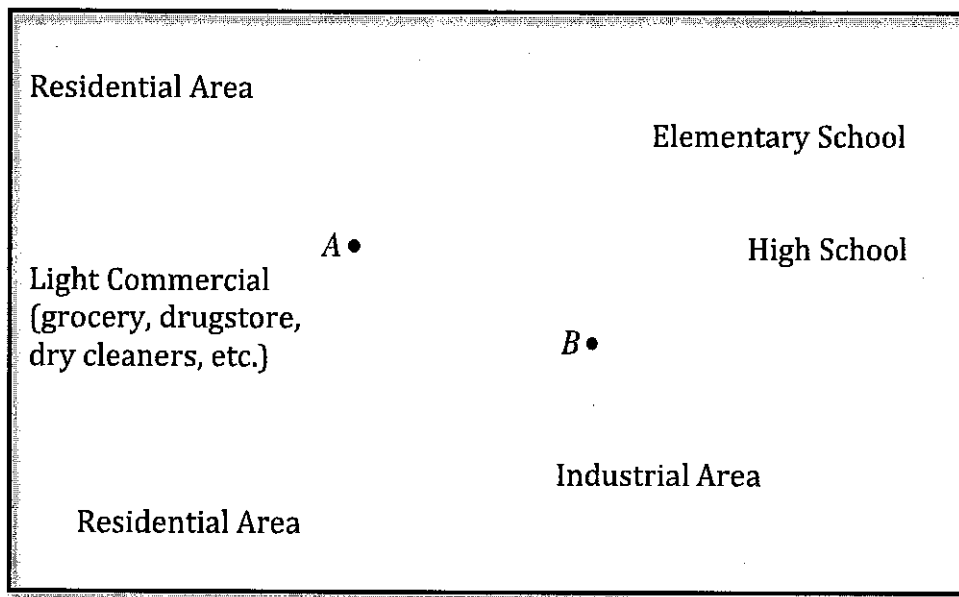 Residential Area
Elementary School
A
High School
Light Commercial
(grocery, drugstore,
dry cleaners, etc.)
B
Industrial Area
Residential Area